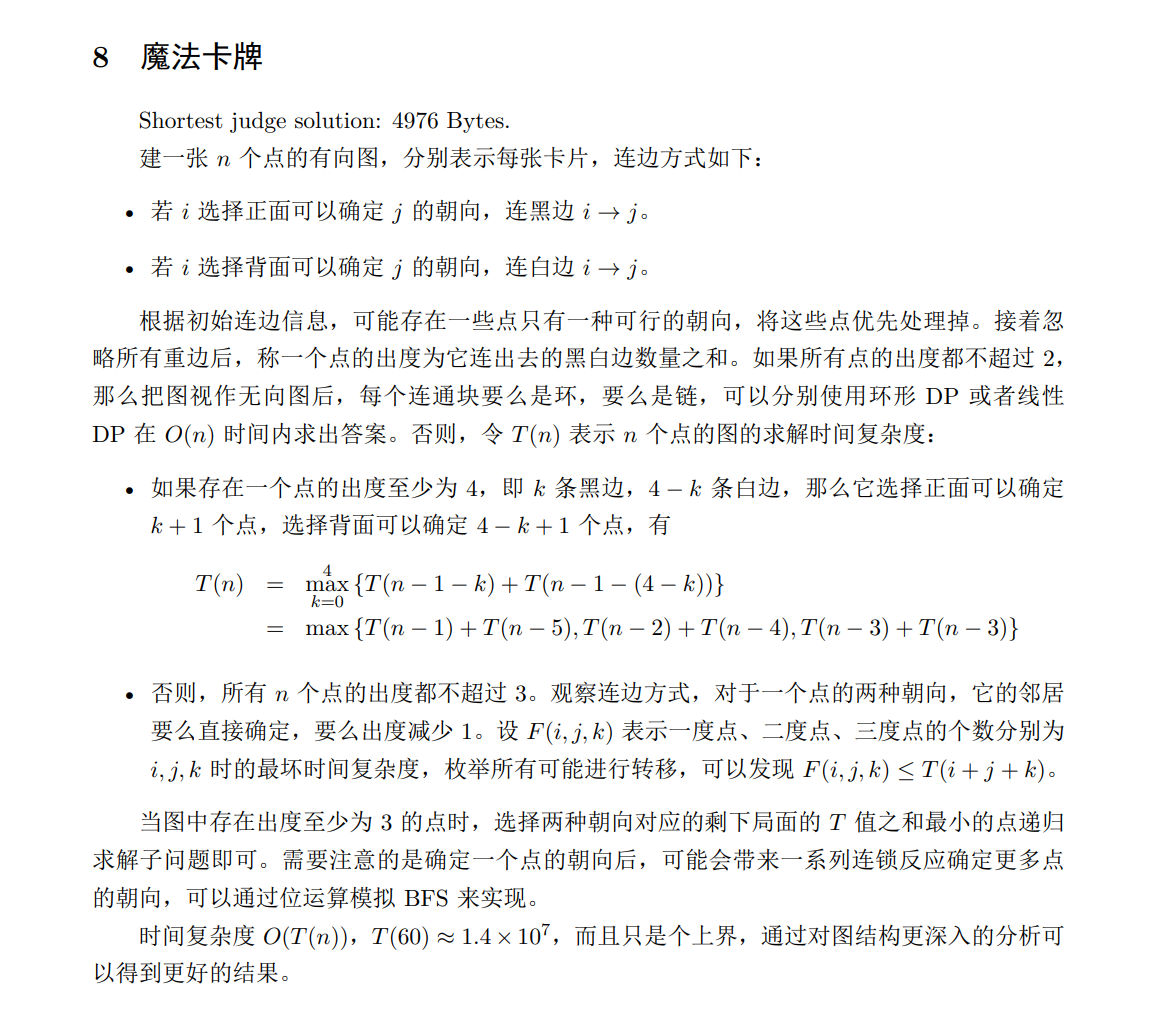 8 魔法卡牌
Shortest judge solution: 4976 Bytes.
建一张 n 个点的有向图，分别表示每张卡片，连边方式如下：
• 若 i 选择正面可以确定 j 的朝向，连黑边 i → j。
• 若 i 选择背面可以确定 j 的朝向，连白边 i → j。
根据初始连边信息，可能存在一些点只有一种可行的朝向，将这些点优先处理掉。接着忽
略所有重边后，称一个点的出度为它连出去的黑白边数量之和。如果所有点的出度都不超过 2，
那么把图视作无向图后，每个连通块要么是环，要么是链，可以分别使用环形 DP 或者线性
DP 在 O(n) 时间内求出答案。否则，令 T(n) 表示 n 个点的图的求解时间复杂度：
• 如果存在一个点的出度至少为 4，即 k 条黑边，4 − k 条白边，那么它选择正面可以确定
k + 1 个点，选择背面可以确定 4 − k + 1 个点，有
T(n) = max_{k=0}^{4} {T(n − 1 − k) + T(n − 1 − (4 − k))}
= max {T(n − 1) + T(n − 5), T(n − 2) + T(n − 4), T(n − 3) + T(n − 3)}
• 否则，所有 n 个点的出度都不超过 3。观察连边方式，对于一个点的两种朝向，它的邻居
要么直接确定，要么出度减少 1。设 F(i, j, k) 表示一度点、二度点、三度点的个数分别为
i, j, k 时的最坏时间复杂度，枚举所有可能进行转移，可以发现 F(i, j, k) ≤ T(i + j + k)。
当图中存在出度至少为 3 的点时，选择两种朝向对应的剩下局面的 T 值之和最小的点递归
求解子问题即可。需要注意的是确定一个点的朝向后，可能会带来一系列连锁反应确定更多点
的朝向，可以通过位运算模拟 BFS 来实现。
时间复杂度 O(T(n))，T(60) ≈ 1.4 × 10^7，而且只是个上界，通过对图结构更深入的分析可
以得到更好的结果。